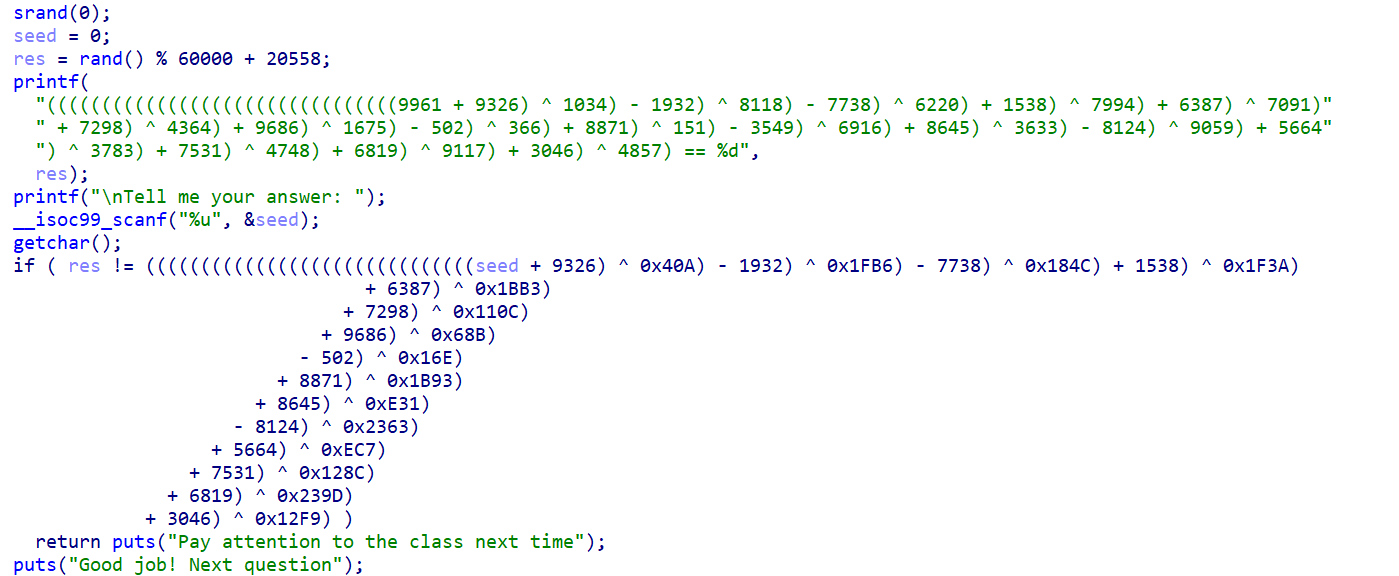 srand(0);
seed = 0;
res = rand() % 60000 + 20558;
printf(
"((((((((((((((((((((((((((((((((9961 + 9326) ^ 1034) - 1932) ^ 8118) - 7738) ^ 6220) + 1538) ^ 7994) + 6387) ^ 7091)"
" + 7298) ^ 4364) + 9686) ^ 1675) - 502) ^ 366) + 8871) ^ 151) - 3549) ^ 6916) + 8645) ^ 3633) - 8124) ^ 9059) + 5664"
") ^ 3783) + 7531) ^ 4748) + 6819) ^ 9117) + 3046) ^ 4857) == %d",
res);
printf("\nTell me your answer: ");
__isoc99_scanf("%u", &seed);
getchar();
if ( res != ((((((((((((((((((((((((((((((seed + 9326) ^ 0x40A) - 1932) ^ 0x1FB6) - 7738) ^ 0x184C) + 1538) ^ 0x1F3A)
+ 6387) ^ 0x1BB3)
+ 7298) ^ 0x110C)
+ 9686) ^ 0x68B)
- 502) ^ 0x16E)
+ 8871) ^ 0x1B93)
+ 8645) ^ 0xE31)
- 8124) ^ 0x2363)
+ 5664) ^ 0xEC7)
+ 7531) ^ 0x128C)
+ 6819) ^ 0x239D)
+ 3046) ^ 0x12F9) )
return puts("Pay attention to the class next time");
puts("Good job! Next question");